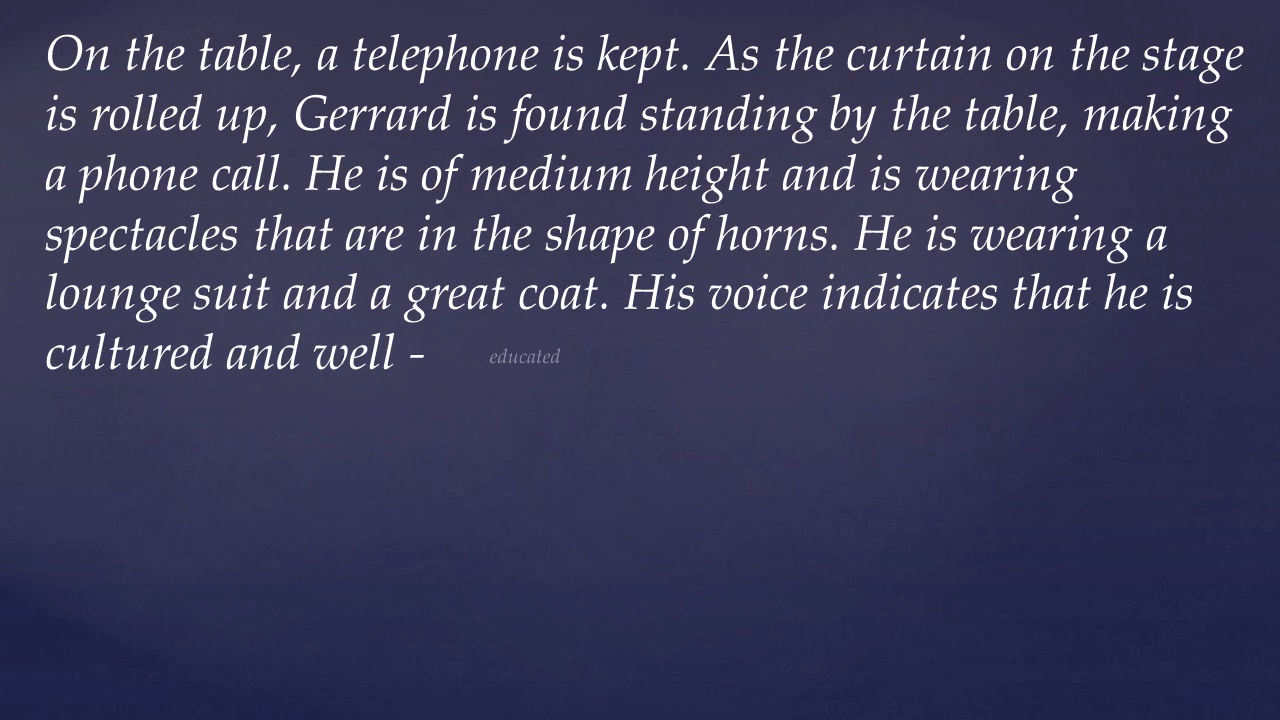 On the table, a telephone is kept. As the curtain on the stage
is rolled up, Gerrard is found standing by the table, making
a phone call. He is of medium height and is wearing
spectacles that are in the shape of horns. He is wearing a
lounge suit and a great coat. His voice indicates that he is
cultured and well - educated